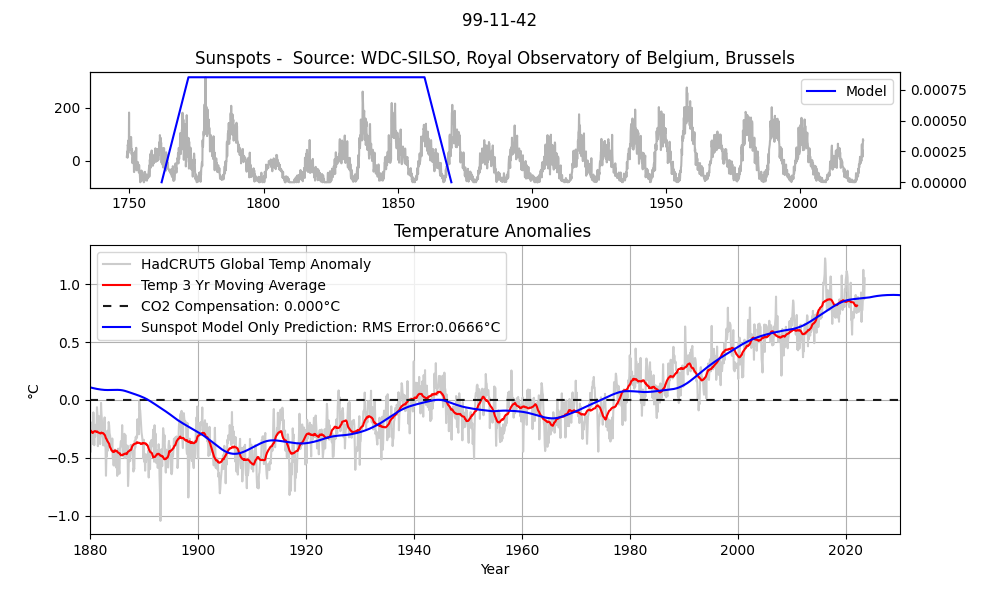 99-11-42
Sunspots -  Source: WDC-SILSO, Royal Observatory of Belgium, Brussels
Model
200
0
0.00075
0.00050
0.00025
0.00000
1750 1800 1850 1900 1950 2000
Temperature Anomalies
HadCRUT5 Global Temp Anomaly
Temp 3 Yr Moving Average
CO2 Compensation: 0.000°C
Sunspot Model Only Prediction: RMS Error:0.0666°C
1.0
0.5
0.0
−0.5
−1.0
°C
1880 1900 1920 1940 1960 1980 2000 2020
Year